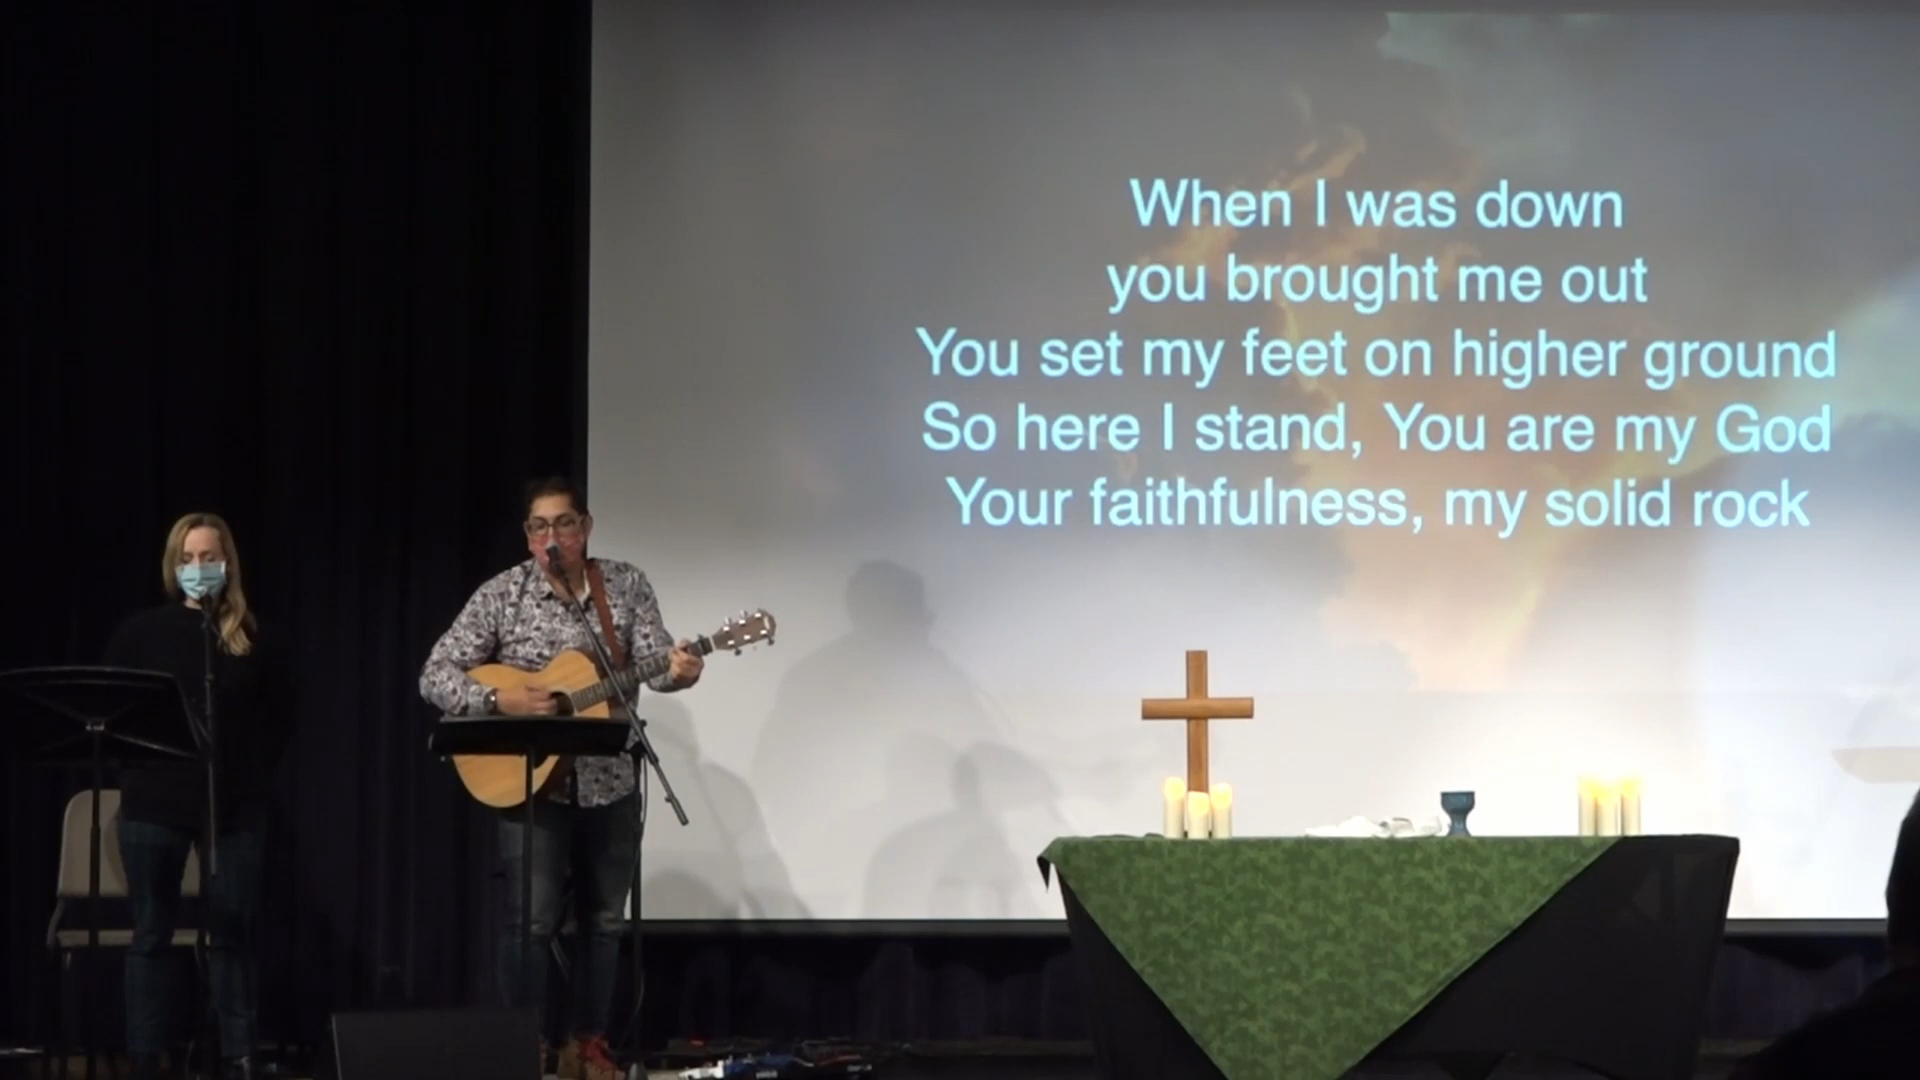 When I was down
you brought me out
You set my feet on higher ground
So here I stand, You are my God
Your faithfulness, my solid rock